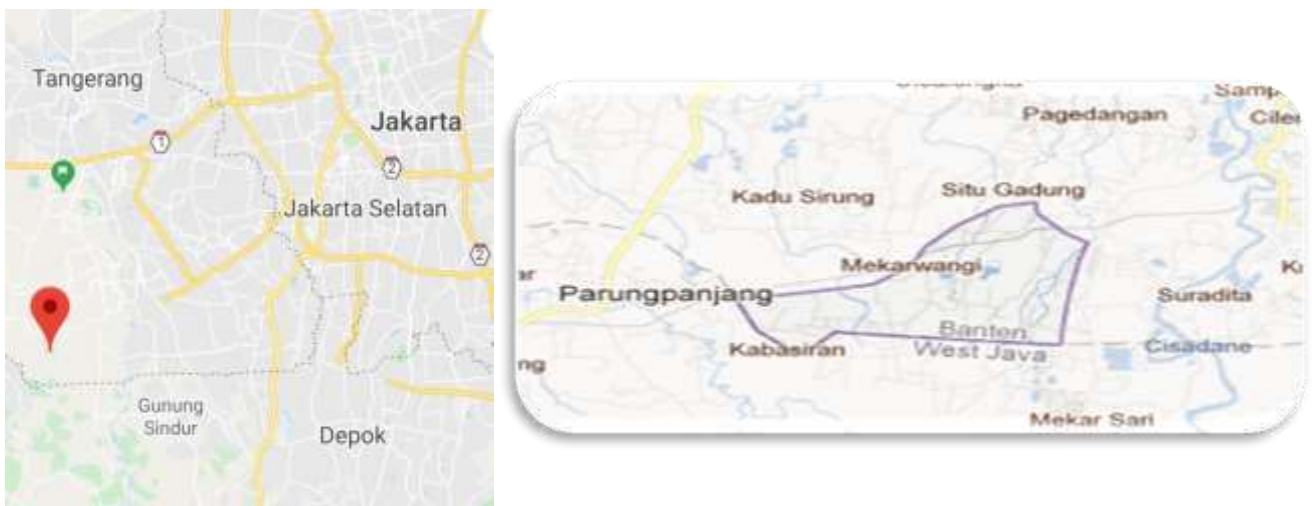 Tangerang
1
Jakarta
2
Jakarta Selatan
2
Gunung
Sindur
Depok
Pagedangan
Kadu Sirung
Situ Gadung
Mekarwangi
Parungpanjang
Suradita
Banten
West Java
Kabasiran
Cisadane
ng
Mekar Sari